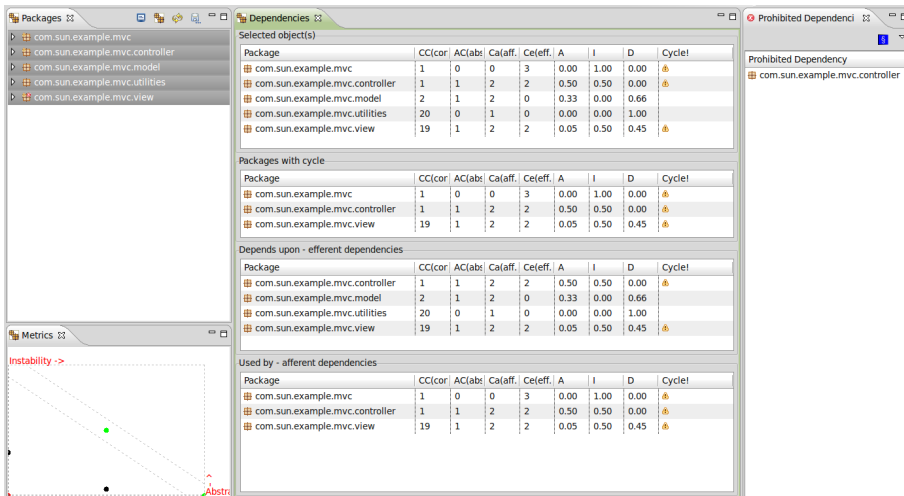 Packages
com.sun.example.mvc
com.sun.example.mvc.controller
com.sun.example.mvc.model
com.sun.example.mvc.utilities
com.sun.example.mvc.view
Metrics
Instability ->
Abstra
Dependencies
Selected object(s)
Package CC(cor AC(abs Ca(aff. Ce(eff. A I D Cycle!
com.sun.example.mvc 1 0 0 3 0.00 1.00 0.00
com.sun.example.mvc.controller 1 1 2 2 0.50 0.50 0.00
com.sun.example.mvc.model 2 1 2 0 0.33 0.00 0.66
com.sun.example.mvc.utilities 20 0 1 0 0.00 0.00 1.00
com.sun.example.mvc.view 19 1 2 2 0.05 0.50 0.45
Packages with cycle
Package CC(cor AC(abs Ca(aff. Ce(eff. A I D Cycle!
com.sun.example.mvc 1 0 0 3 0.00 1.00 0.00
com.sun.example.mvc.controller 1 1 2 2 0.50 0.50 0.00
com.sun.example.mvc.view 19 1 2 2 0.05 0.50 0.45
Depends upon - efferent dependencies
Package CC(cor AC(abs Ca(aff. Ce(eff. A I D Cycle!
com.sun.example.mvc.controller 1 1 2 2 0.50 0.50 0.00
com.sun.example.mvc.model 2 1 2 0 0.33 0.00 0.66
com.sun.example.mvc.utilities 20 0 1 0 0.00 0.00 1.00
com.sun.example.mvc.view 19 1 2 2 0.05 0.50 0.45
Used by - afferent dependencies
Package CC(cor AC(abs Ca(aff. Ce(eff. A I D Cycle!
com.sun.example.mvc 1 0 0 3 0.00 1.00 0.00
com.sun.example.mvc.controller 1 1 2 2 0.50 0.50 0.00
com.sun.example.mvc.view 19 1 2 2 0.05 0.50 0.45
Prohibited Dependenci
Prohibited Dependency
com.sun.example.mvc.controller